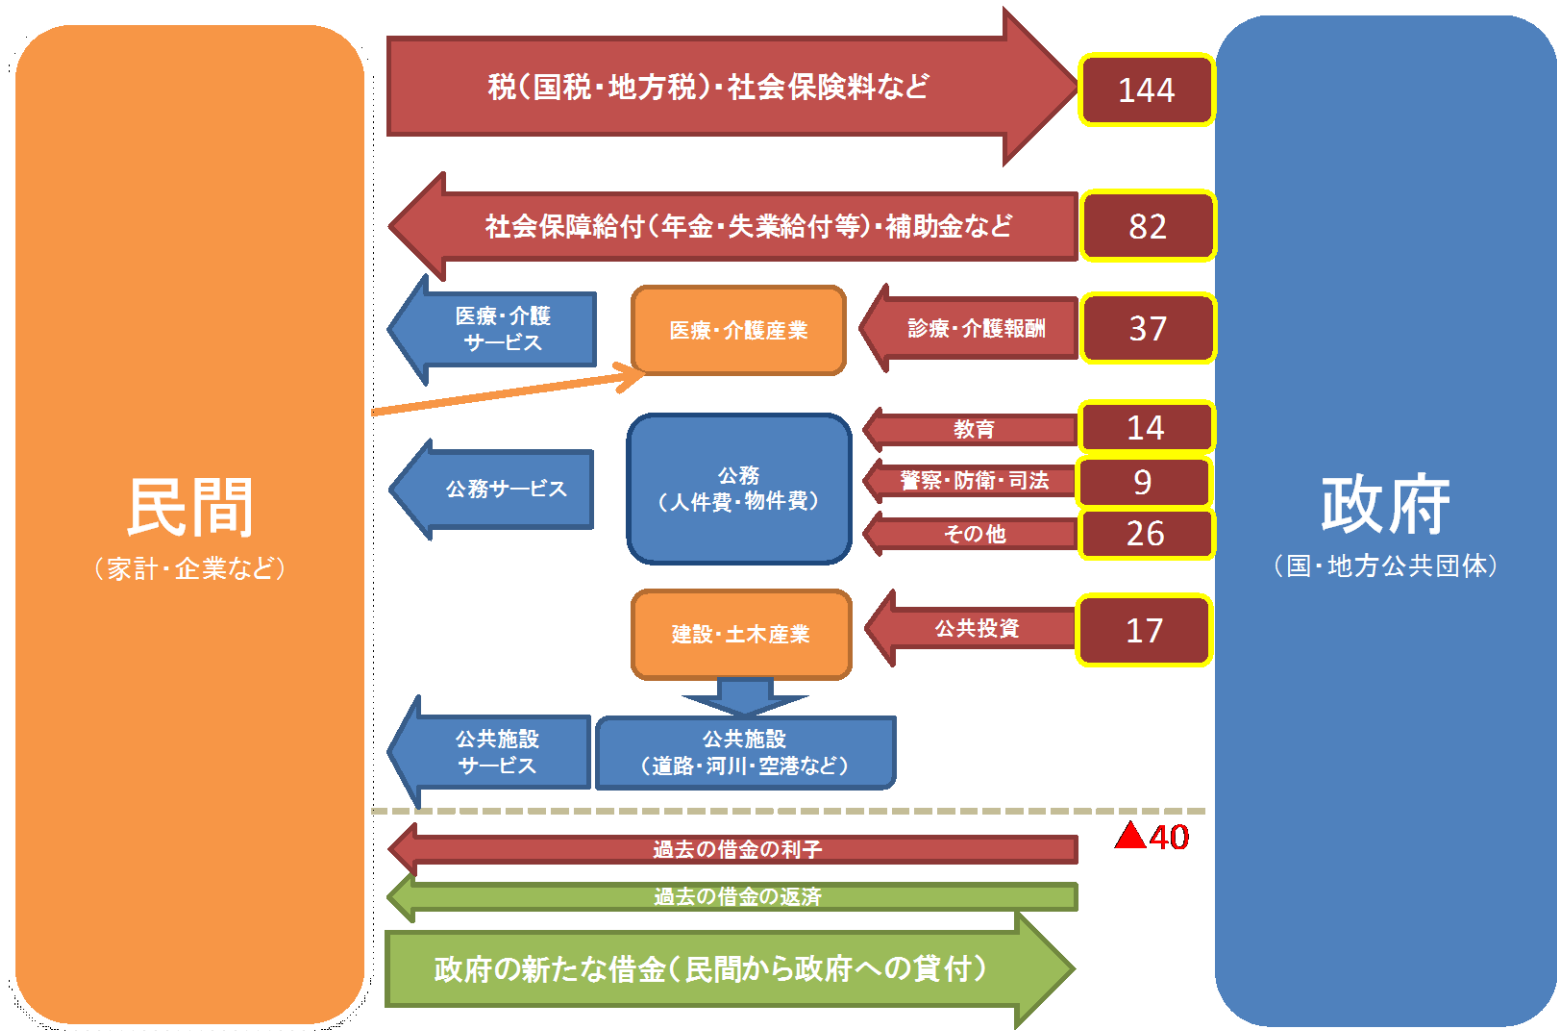 税(国税・地方税)・社会保険料など
144
社会保障給付(年金・失業給付等)・補助金など
82
医療・介護
サービス
医療・介護産業
診療・介護報酬
37
教育
14
公務サービス
公務
(人件費・物件費)
警察・防衛・司法
9
その他
26
民間
(家計・企業など)
政府
(国・地方公共団体)
建設・土木産業
公共投資
17
公共施設
サービス
公共施設
(道路・河川・空港など)
▲40
過去の借金の利子
過去の借金の返済
政府の新たな借金(民間から政府への貸付)